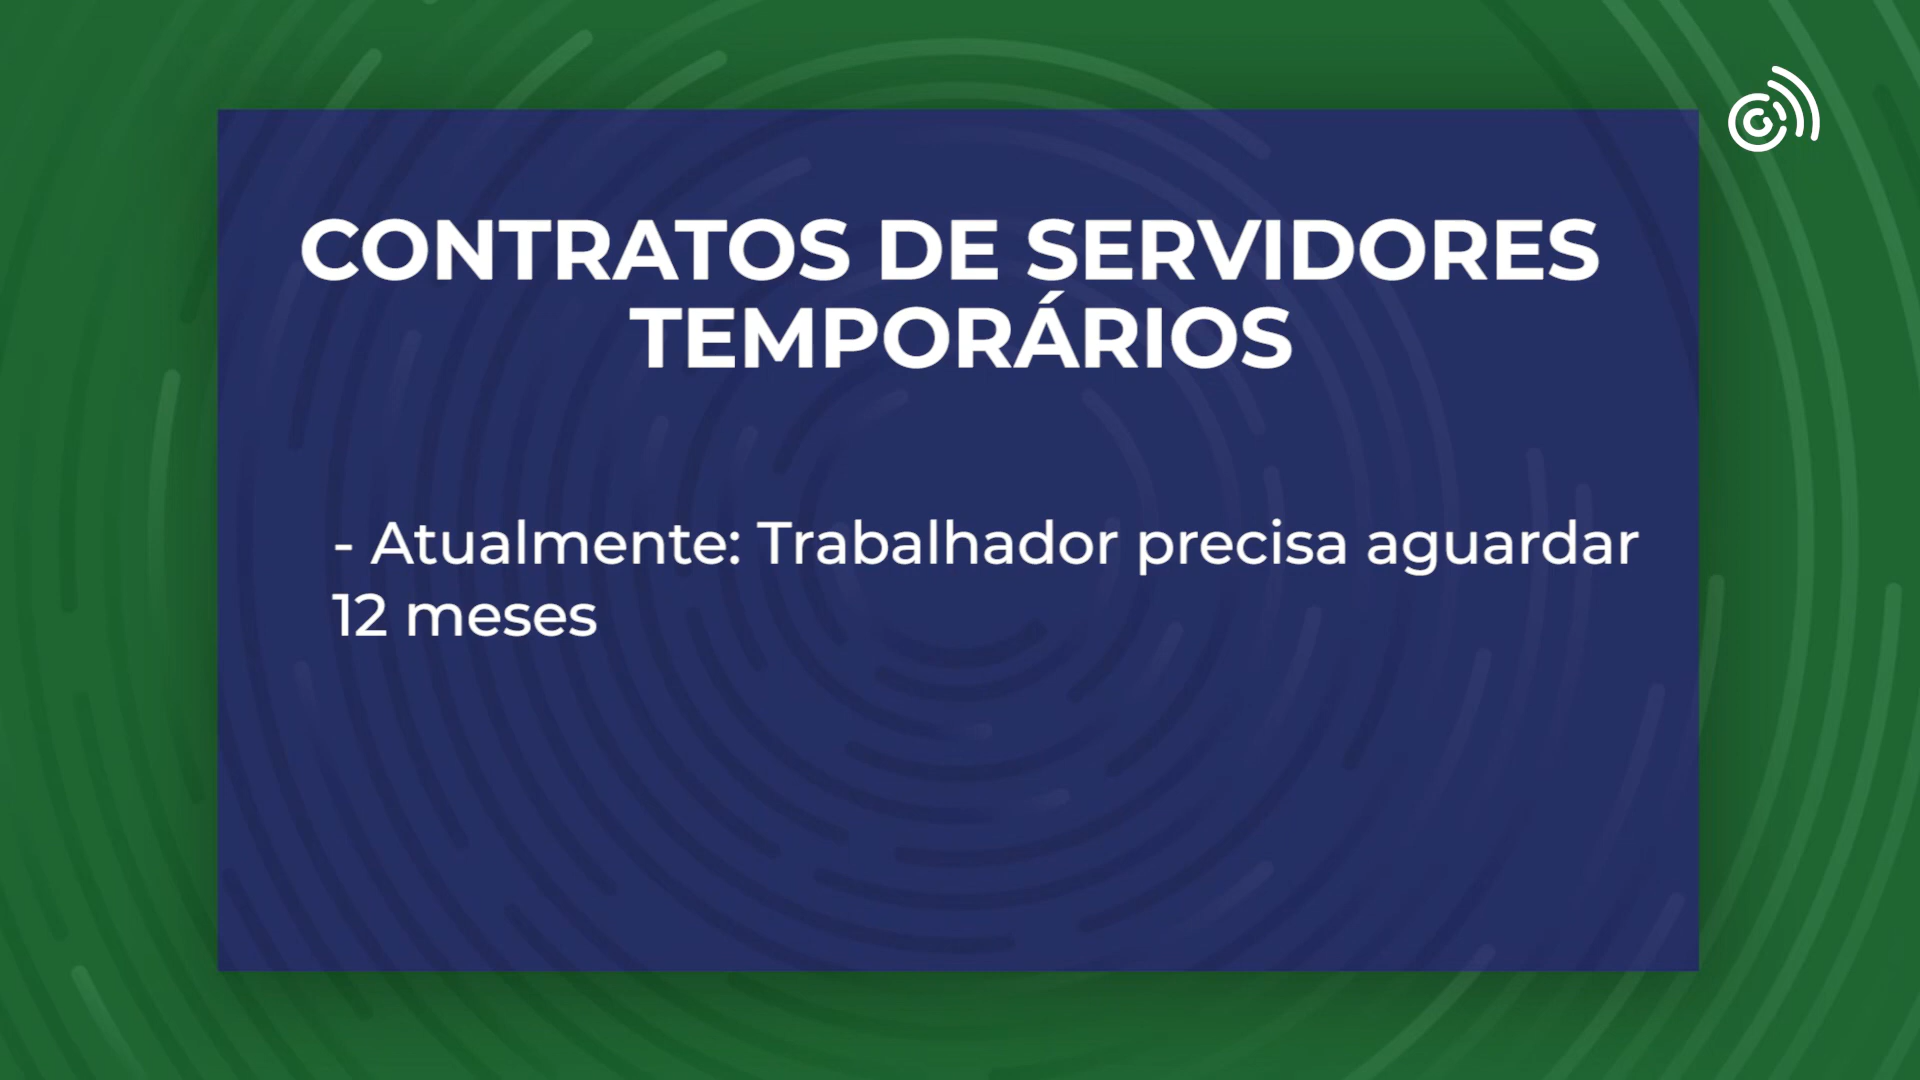 CONTRATOS DE SERVIDORES
TEMPORÁRIOS
- Atualmente: Trabalhador precisa aguardar
12 meses